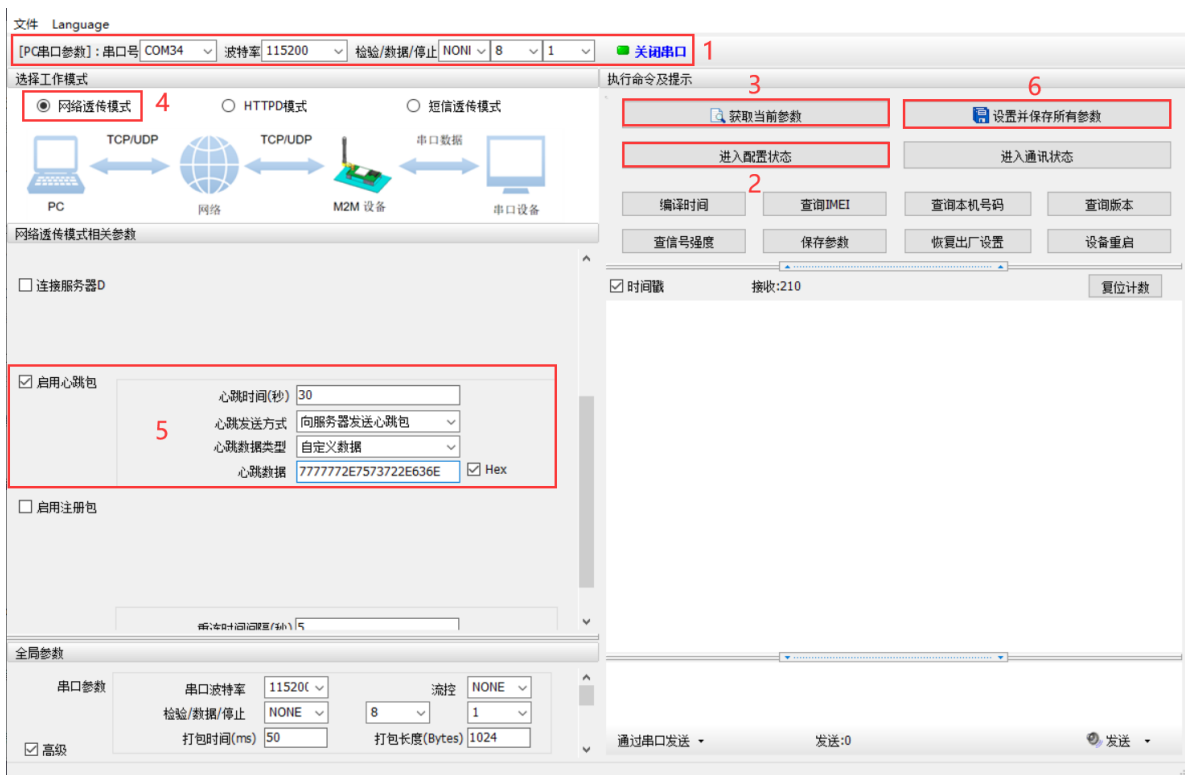 文件 Language
[PC串口参数]：串口号 COM34 波特率 115200 检验/数据/停止 NONI 8 1 关闭串口 1
选择工作模式
网络透传模式 4 HTTPD模式 短信透传模式
TCP/UDP TCP/UDP 串口数据
PC 网络 M2M 设备 串口设备
网络透传模式相关参数
连接服务器D
启用心跳包
心跳时间(秒) 30
心跳发送方式 向服务器发送心跳包
5
心跳数据类型 自定义数据
心跳数据 7777772E7573722E636E Hex
启用注册包
重连时间间隔(秒) 5
全局参数
串口参数 串口波特率 11520( 流控 NONE
检验/数据/停止 NONE 8 1
打包时间(ms) 50 打包长度(Bytes) 1024
高级
执行命令及提示
3 6
获取当前参数 设置并保存所有参数
进入配置状态 进入通讯状态
2
编译时间 查询IMEI 查询本机号码 查询版本
查信号强度 保存参数 恢复出厂设置 设备重启
时间戳 接收:210 复位计数
通过串口发送 发送:0 发送